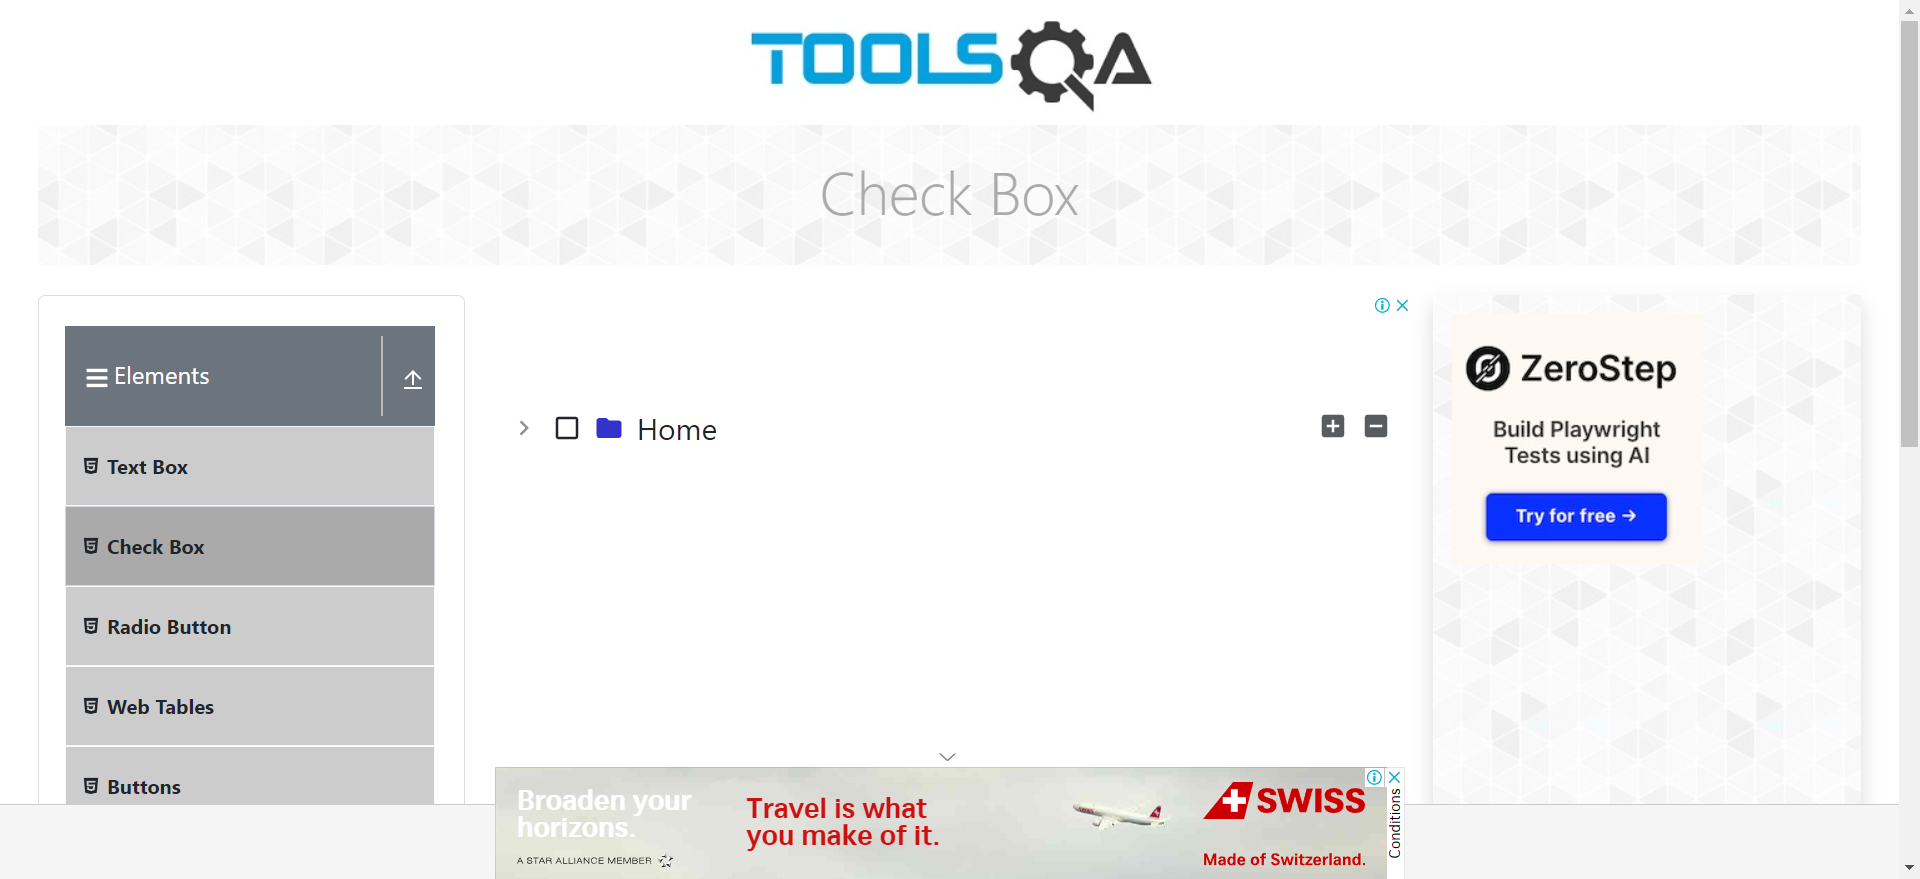 TOOLSQA
Check Box
Elements
Text Box
Check Box
Radio Button
Web Tables
Buttons
Home
ZeroStep
Build Playwright
Tests using AI
Try for free →
Broaden your
horizons.
A STAR ALLIANCE MEMBER
Travel is what
you make of it.
SWISS
Made of Switzerland.
Conditions